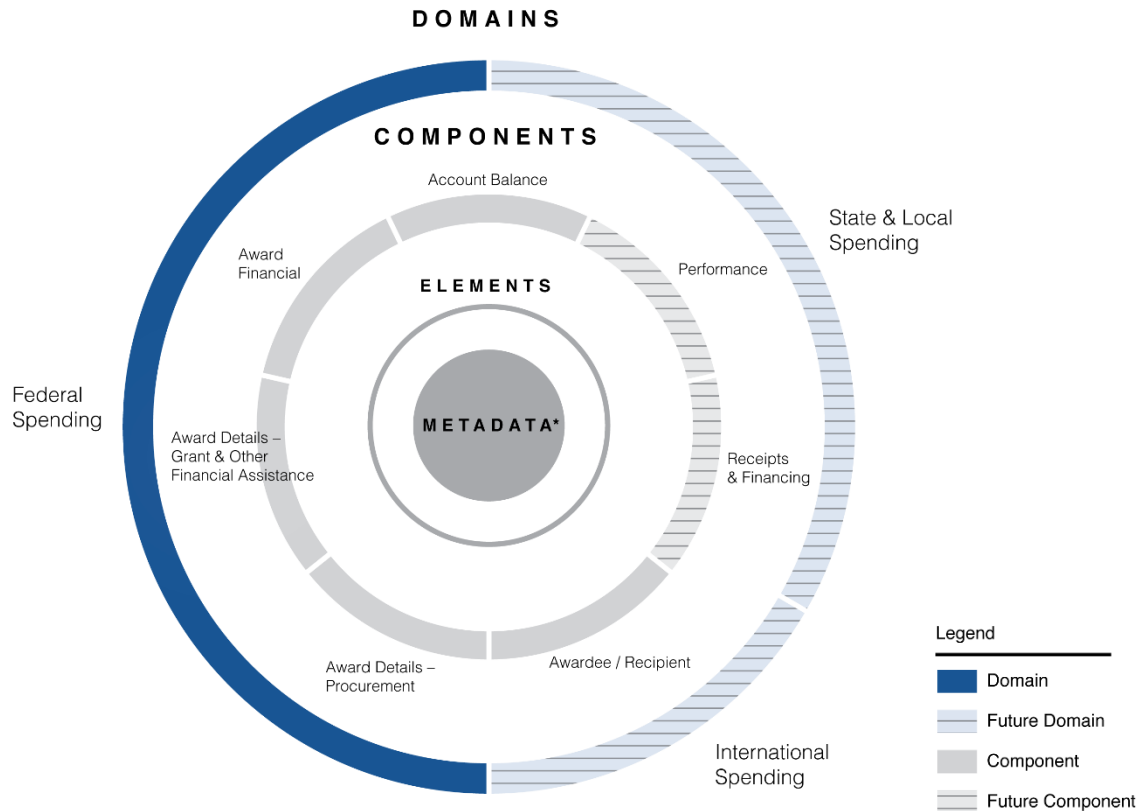 DOMAINS
COMPONENTS
Account Balance
Award
Financial
State & Local
Spending
Performance
ELEMENTS
Federal
Spending
METADATA*
Award Details –
Grant & Other
Financial Assistance
Receipts
& Financing
Award Details –
Procurement
Awardee / Recipient
International
Spending
Legend
Domain
Future Domain
Component
Future Component